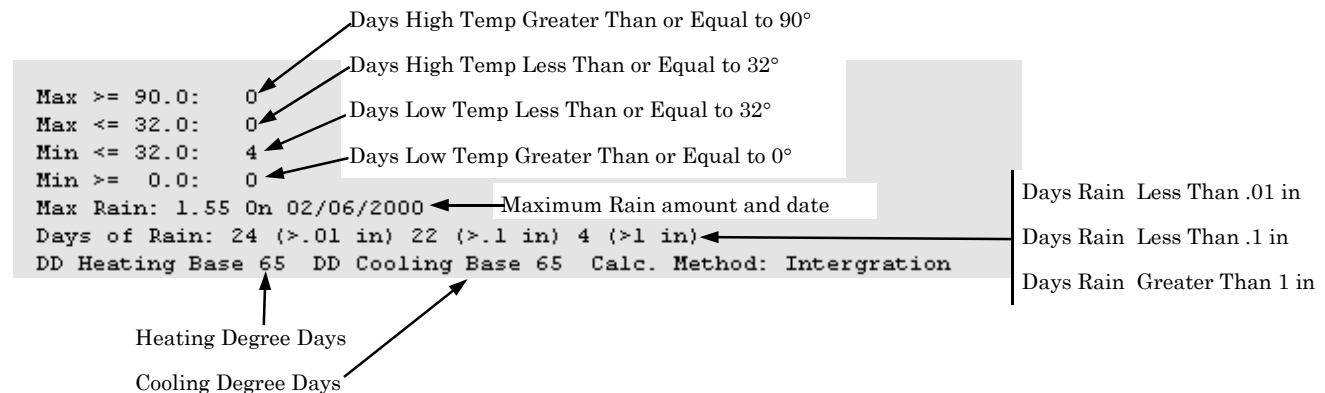 Days High Temp Greater Than or Equal to 90°
Days High Temp Less Than or Equal to 32°
Days Low Temp Less Than or Equal to 32°
Days Low Temp Greater Than or Equal to 0°
Max >= 90.0: 0
Max <= 32.0: 0
Min <= 32.0: 4
Min >= 0.0: 0
Max Rain: 1.55 On 02/06/2000
Maximum Rain amount and date
Days of Rain: 24 (>.01 in) 22 (>.1 in) 4 (>1 in)
DD Heating Base 65 DD Cooling Base 65 Calc. Method: Intergration
Days Rain Less Than .01 in
Days Rain Less Than .1 in
Days Rain Greater Than 1 in
Heating Degree Days
Cooling Degree Days